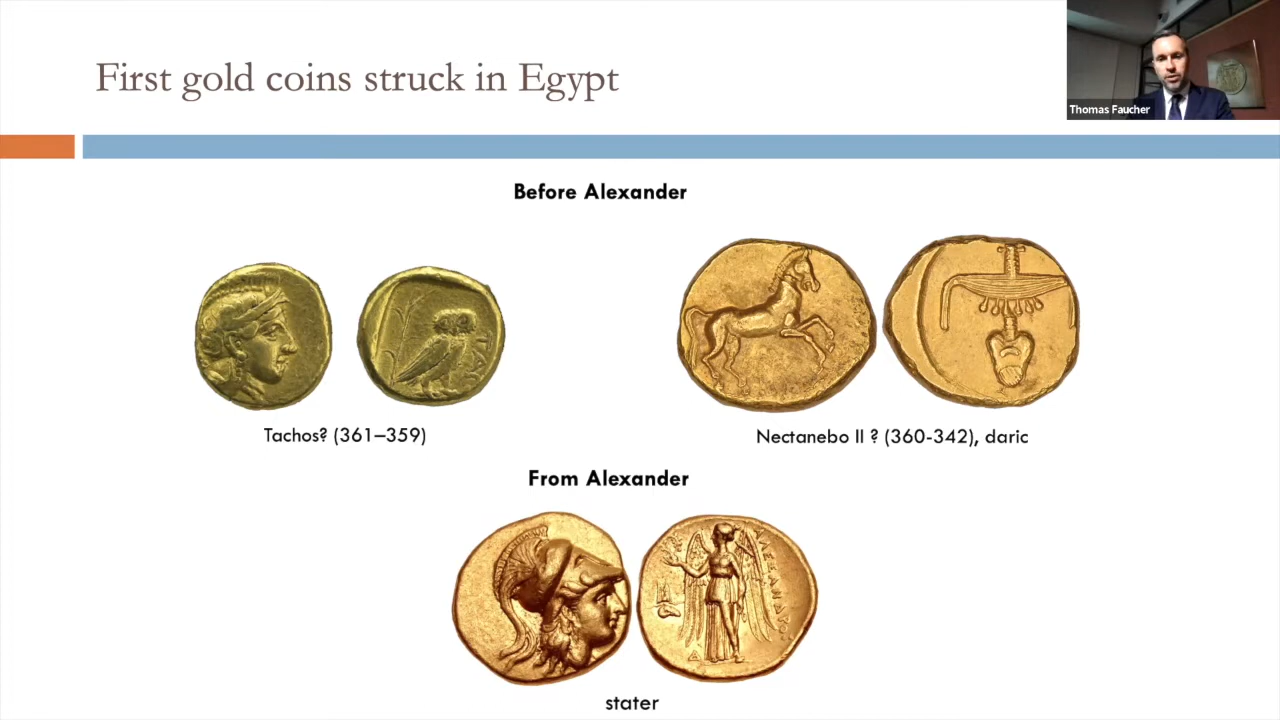 First gold coins struck in Egypt
Thomas Faucher
Before Alexander
Tachos? (361–359)
Nectanebo II ? (360-342), daric
From Alexander
stater